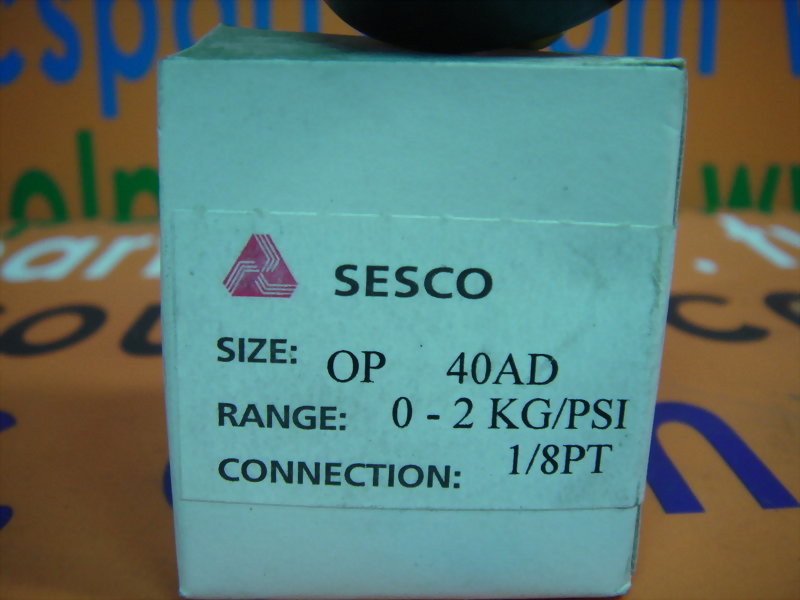 SESCO
SIZE: OP 40AD
RANGE: 0 - 2 KG/PSI
CONNECTION: 1/8PT